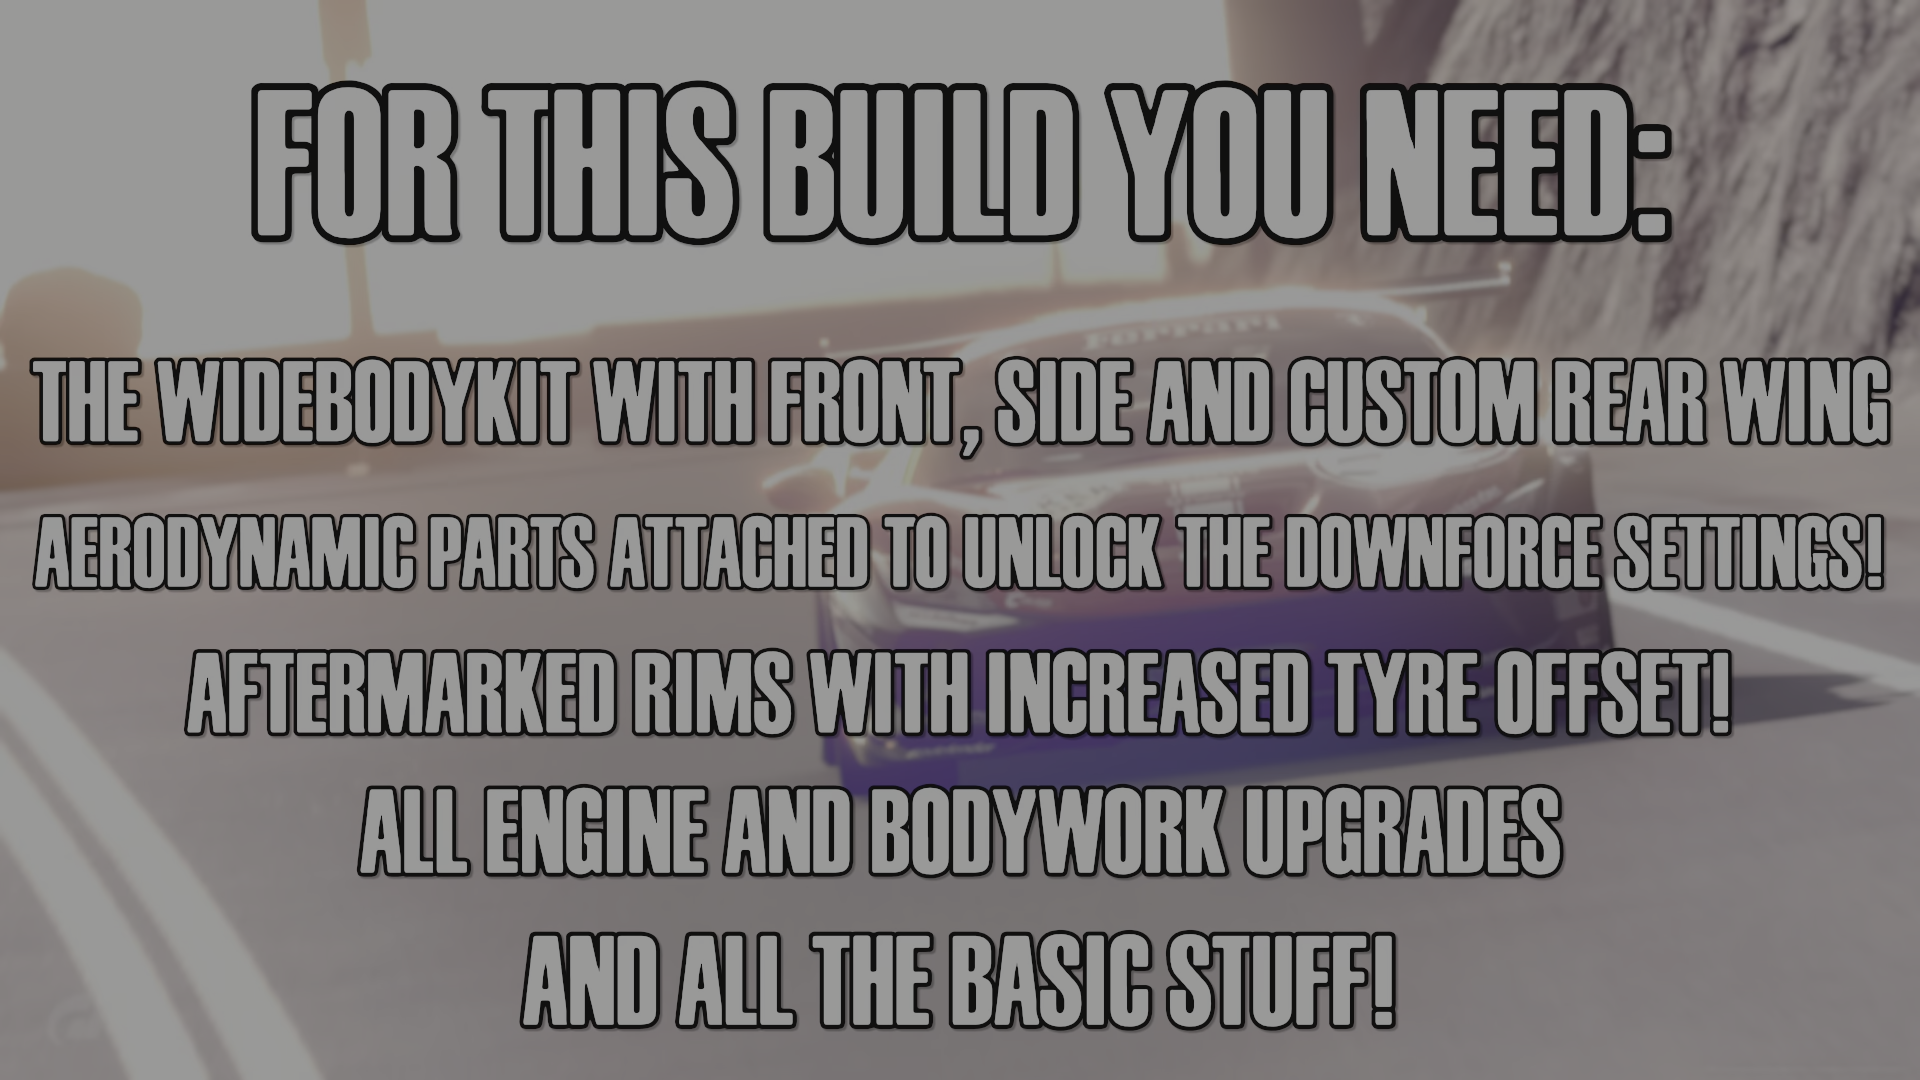 FOR THIS BUILD YOU NEED:
Ferrari
THE WIDEBODYKIT WITH FRONT, SIDE AND CUSTOM REAR WING
AERODYNAMIC PARTS ATTACHED TO UNLOCK THE DOWNFORCE SETTINGS!
AFTERMARKED RIMS WITH INCREASED TYRE OFFSET!
ALL ENGINE AND BODYWORK UPGRADES
AND ALL THE BASIC STUFF!